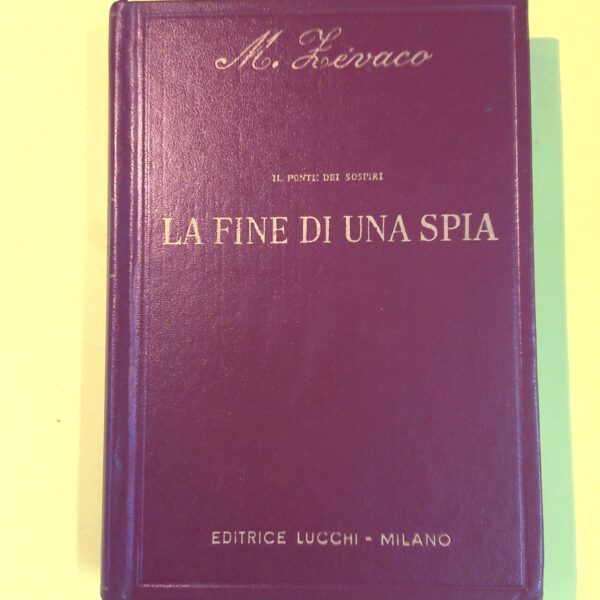 M. Zévaco
IL PONTE DEI SOSPIRI
LA FINE DI UNA SPIA
EDITRICE LUCCHI - MILANO